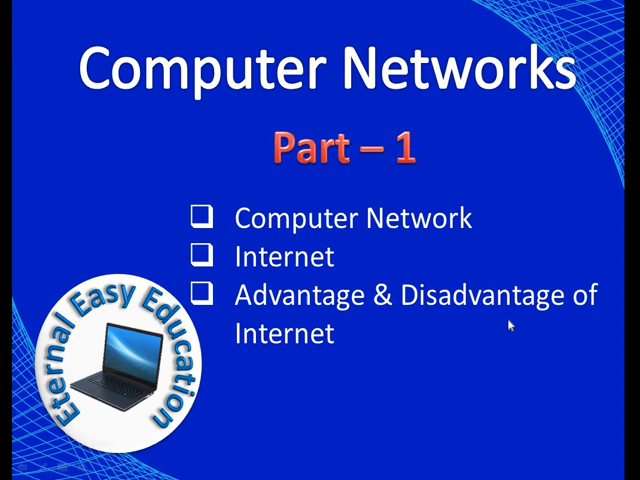 Computer Networks
Part – 1
❑ Computer Network
❑ Internet
❑ Advantage & Disadvantage of
Internet
Eternal Easy Education